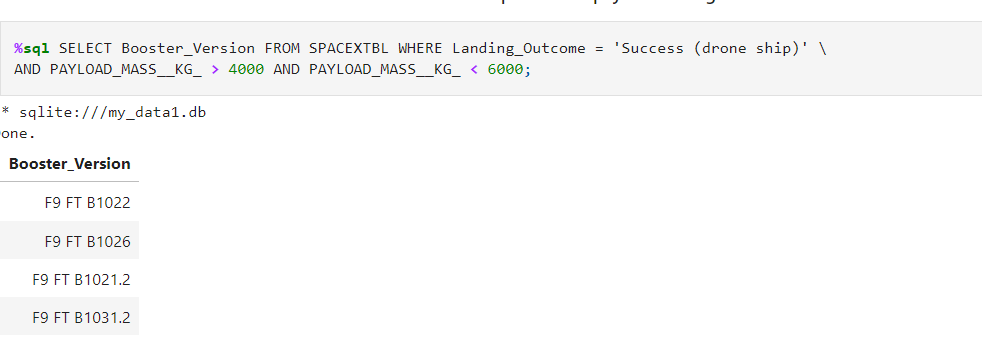 %sql SELECT Booster_Version FROM SPACEXTBL WHERE Landing_Outcome = 'Success (drone ship)' \
AND PAYLOAD_MASS__KG_ > 4000 AND PAYLOAD_MASS__KG_ < 6000;
* sqlite:///my_data1.db
one.
Booster_Version
F9 FT B1022
F9 FT B1026
F9 FT B1021.2
F9 FT B1031.2